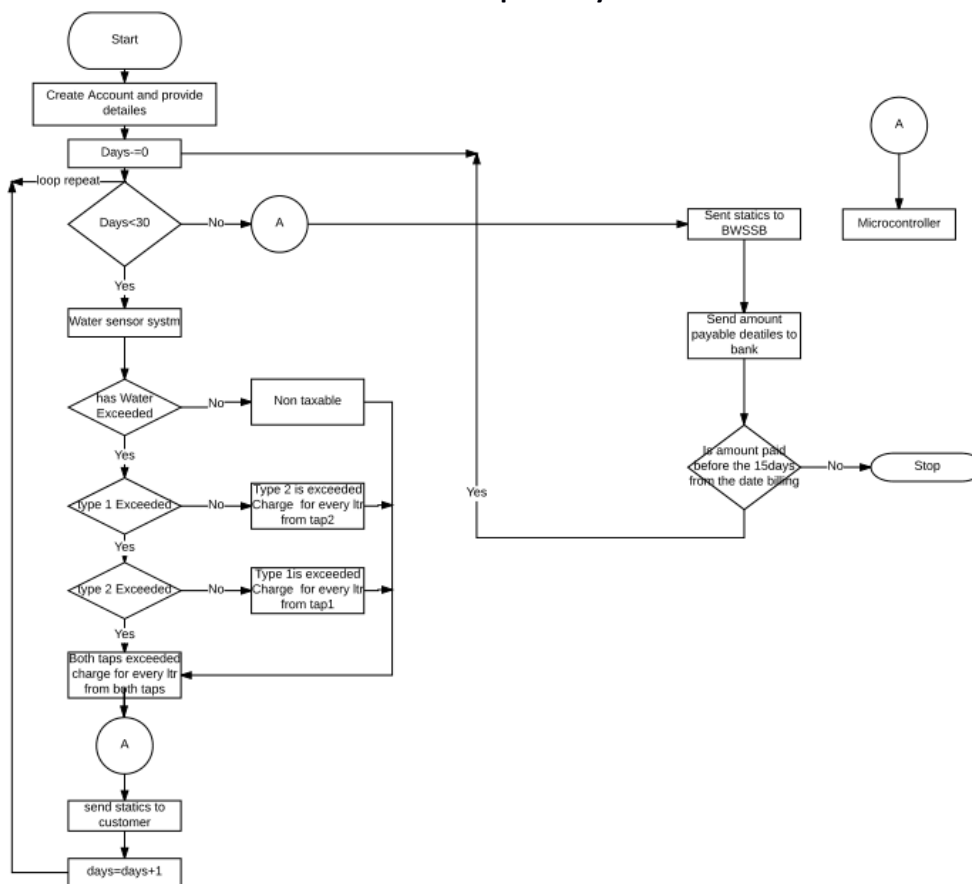 Start
Create Account and provide
detailes
Days-=0
loop repeat
Days<30
No
A
Sent statics to
BWSSB
A
Microcontroller
Yes
Water sensor systm
Send amount
payable deatiles to
bank
has Water
Exceeded
No
Non taxable
Yes
Is amount paid
before the 15days
from the date billing
No
Stop
Yes
type 1 Exceeded
No
Type 2 is exceeded
Charge for every ltr
from tap2
Yes
type 2 Exceeded
No
Type 1is exceeded
Charge for every ltr
from tap1
Yes
Both taps exceeded
charge for every ltr
from both taps
A
send statics to
customer
days=days+1